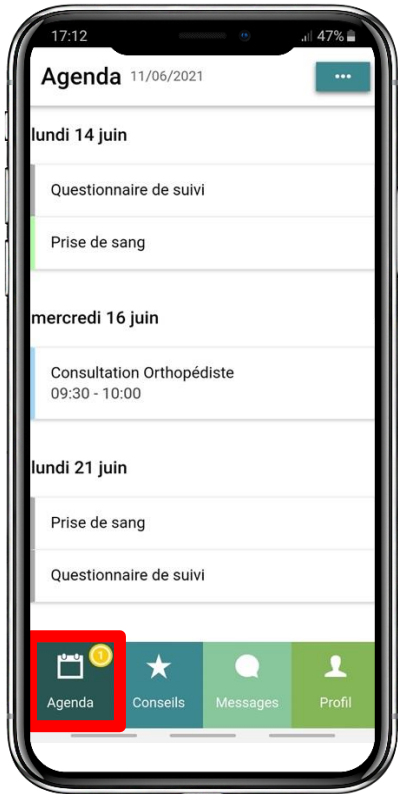 17:12
47%
Agenda 11/06/2021
...
lundi 14 juin
Questionnaire de suivi
Prise de sang
mercredi 16 juin
Consultation Orthopédiste
09:30 - 10:00
lundi 21 juin
Prise de sang
Questionnaire de suivi
1
Agenda Conseils Messages Profil